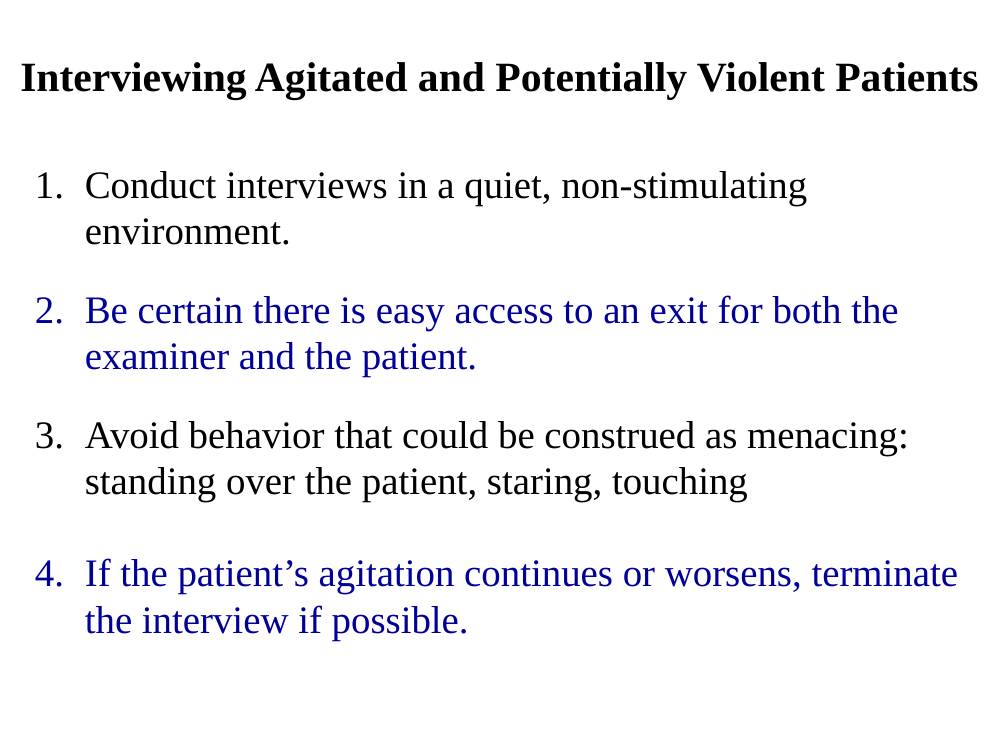 Interviewing Agitated and Potentially Violent Patients
1. Conduct interviews in a quiet, non-stimulating
environment.
2. Be certain there is easy access to an exit for both the
examiner and the patient.
3. Avoid behavior that could be construed as menacing:
standing over the patient, staring, touching
4. If the patient’s agitation continues or worsens, terminate
the interview if possible.